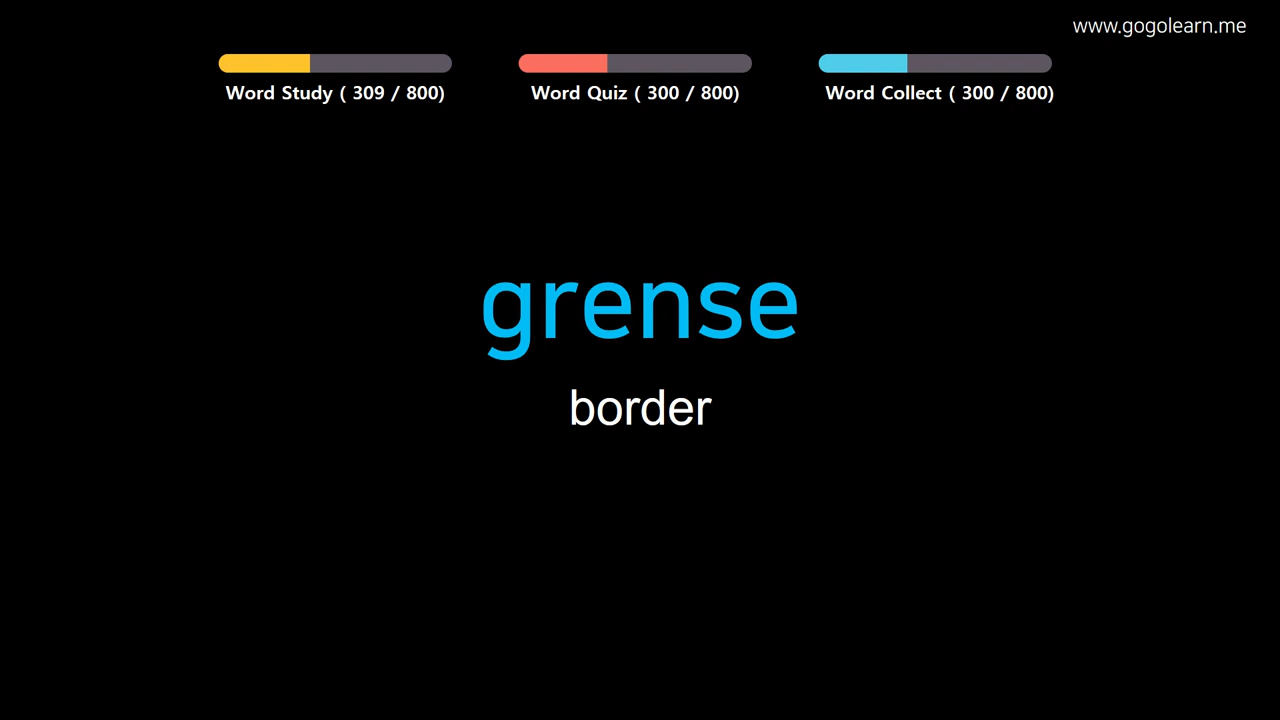 www.gogolearn.me
Word Study ( 309 / 800)
Word Quiz ( 300 / 800)
Word Collect ( 300 / 800)
grense
border